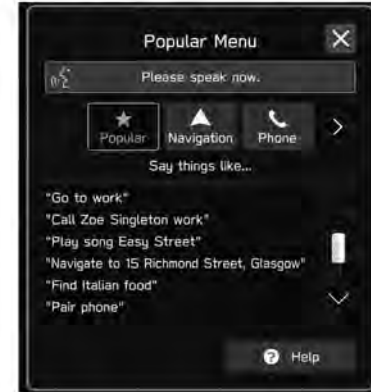 Popular Menu
Please speak now.
Popular Navigation Phone
Say things like...
"Go to work"
"Call Zoe Singleton work"
"Play song Easy Street"
"Navigate to 15 Richmond Street, Glasgow"
"Find Italian food"
"Pair phone"
Help